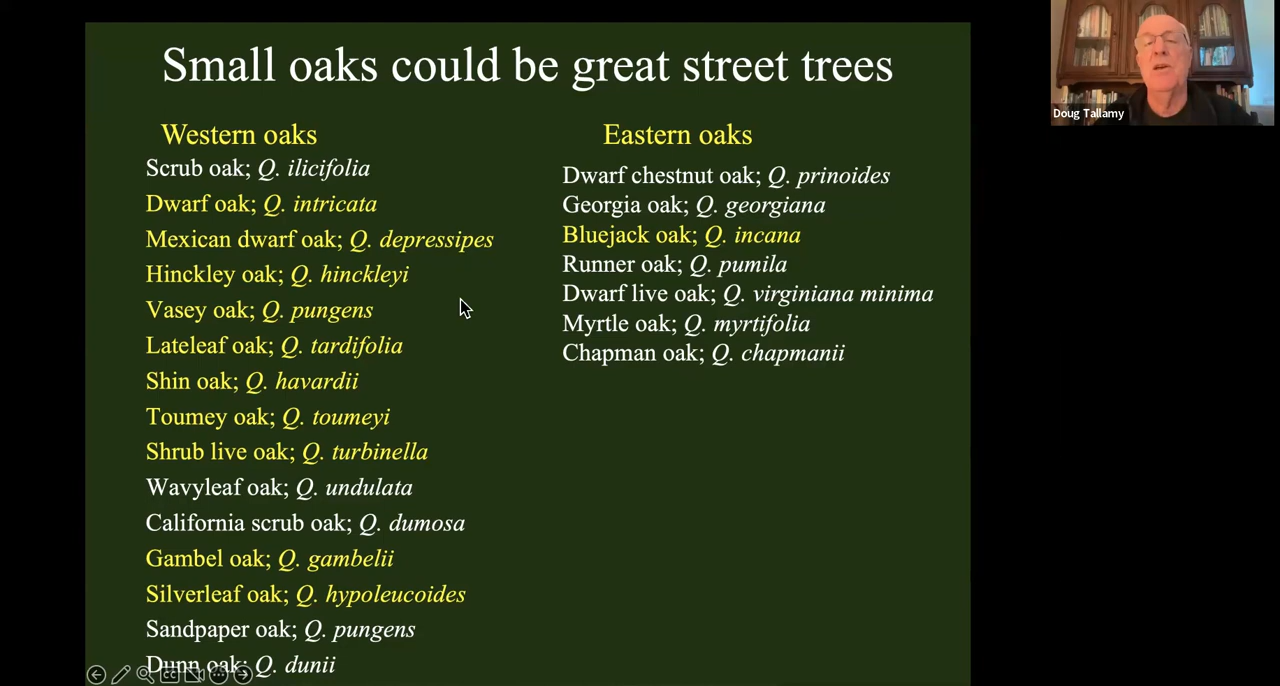 Small oaks could be great street trees
Western oaks
Scrub oak; Q. ilicifolia
Dwarf oak; Q. intricata
Mexican dwarf oak; Q. depressipes
Hinckley oak; Q. hinckleyi
Vasey oak; Q. pungens
Lateleaf oak; Q. tardifolia
Shin oak; Q. havardii
Toumey oak; Q. toumeyi
Shrub live oak; Q. turbinella
Wavyleaf oak; Q. undulata
California scrub oak; Q. dumosa
Gambel oak; Q. gambelii
Silverleaf oak; Q. hypoleucoides
Sandpaper oak; Q. pungens
Dunn oak; Q. dunii
Eastern oaks
Dwarf chestnut oak; Q. prinoides
Georgia oak; Q. georgiana
Bluejack oak; Q. incana
Runner oak; Q. pumila
Dwarf live oak; Q. virginiana minima
Myrtle oak; Q. myrtifolia
Chapman oak; Q. chapmanii
Doug Tallamy